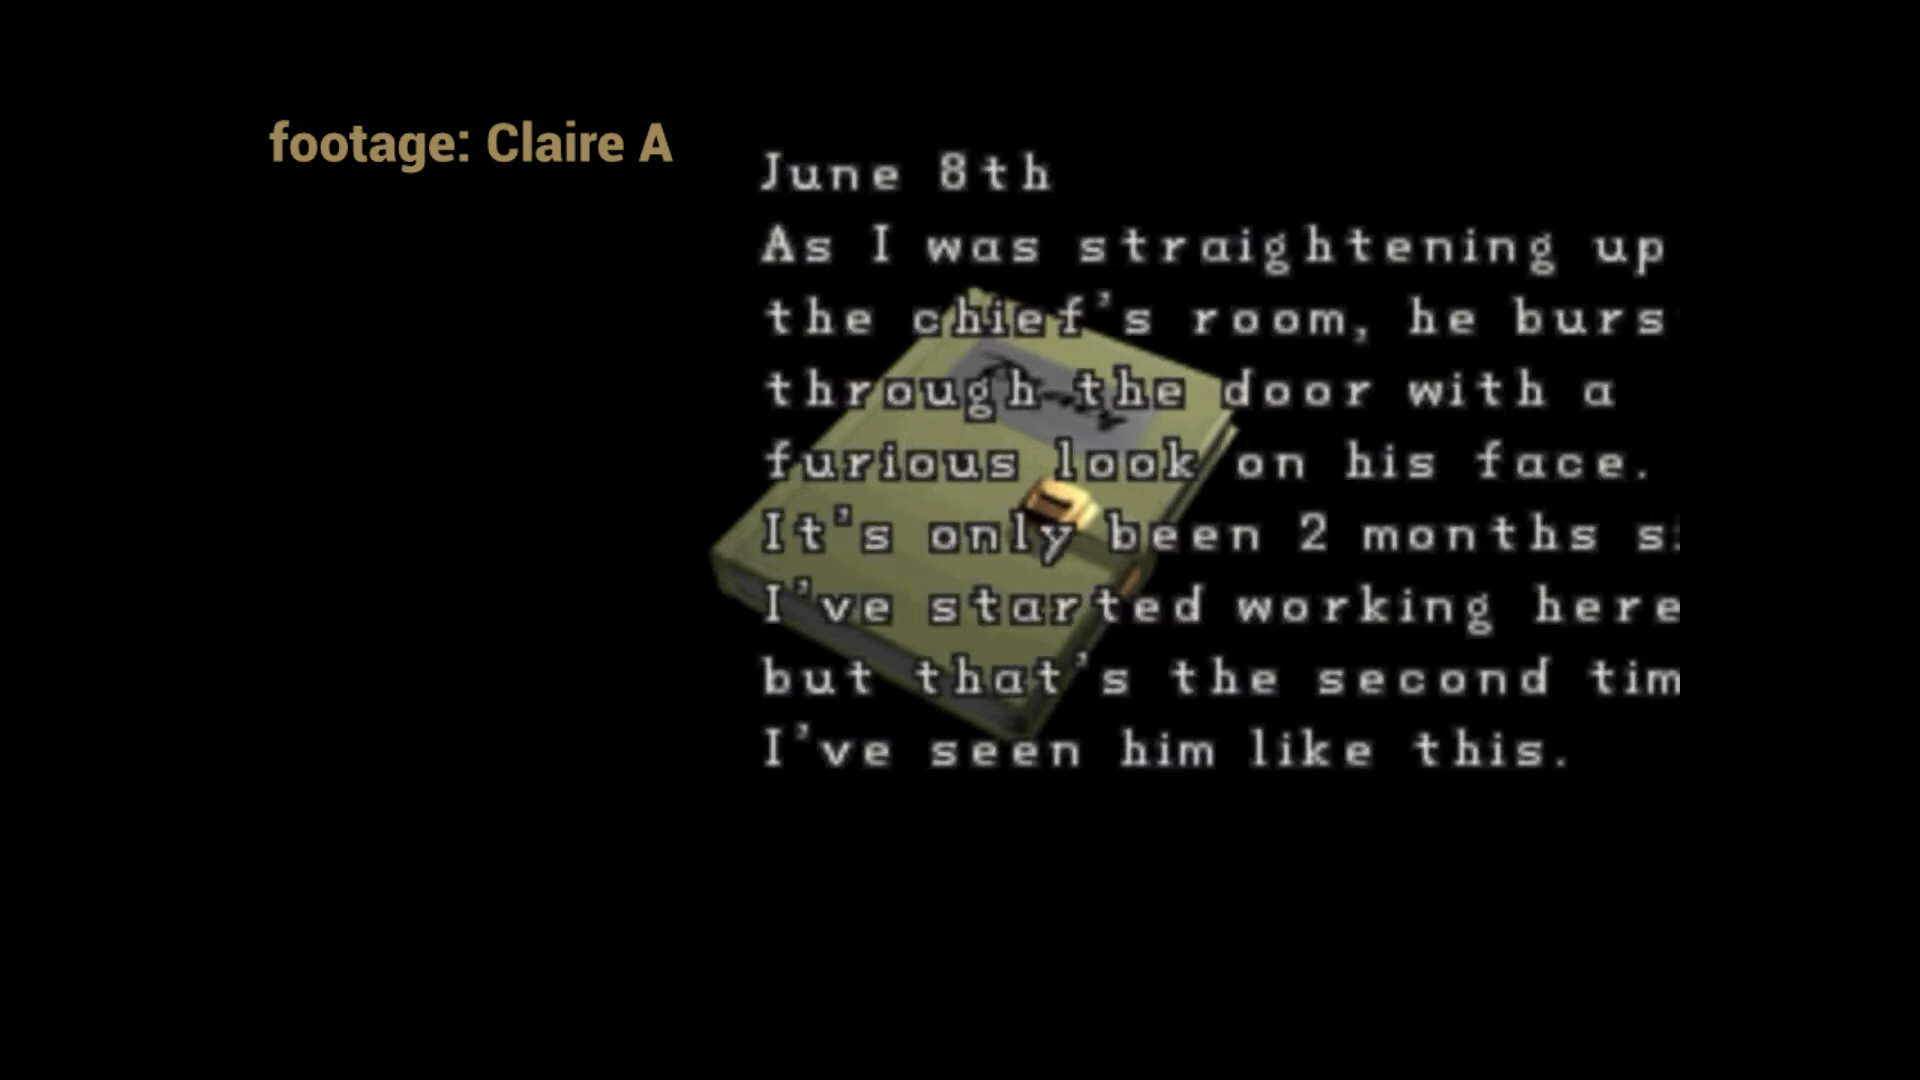 footage: Claire A
June 8th
As I was straightening up
the chief's room, he burs
through the door with a
furious look on his face.
It's only been 2 months s
I've started working here
but that's the second tim
I've seen him like this.